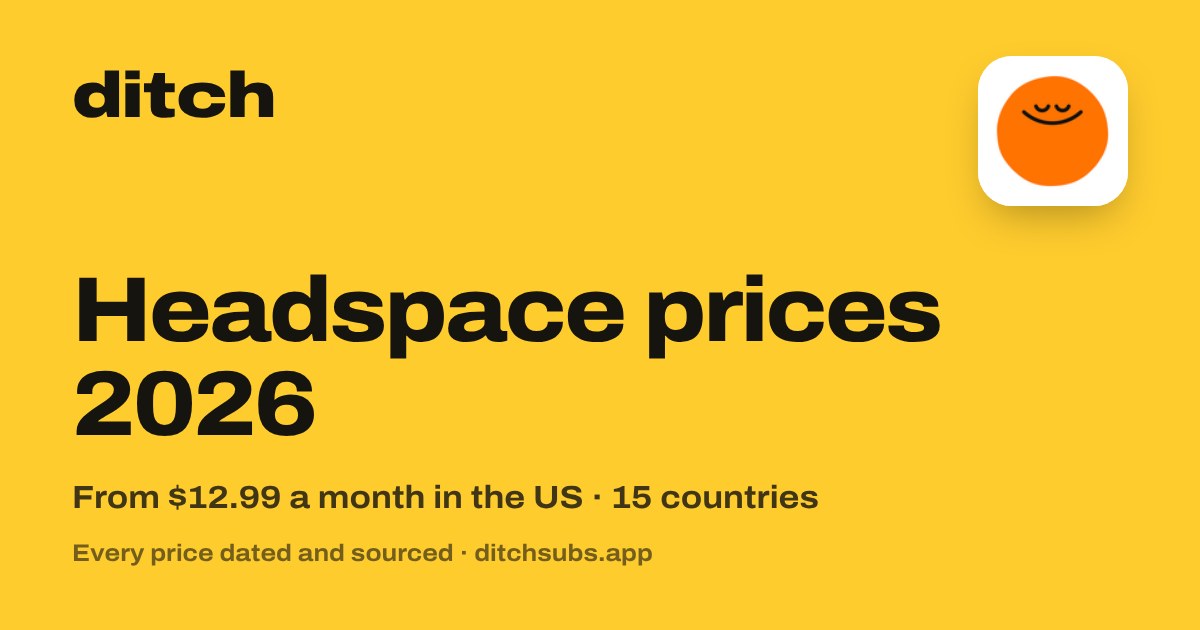 ditch
Headspace prices
2026
From $12.99 a month in the US · 15 countries
Every price dated and sourced · ditchsubs.app